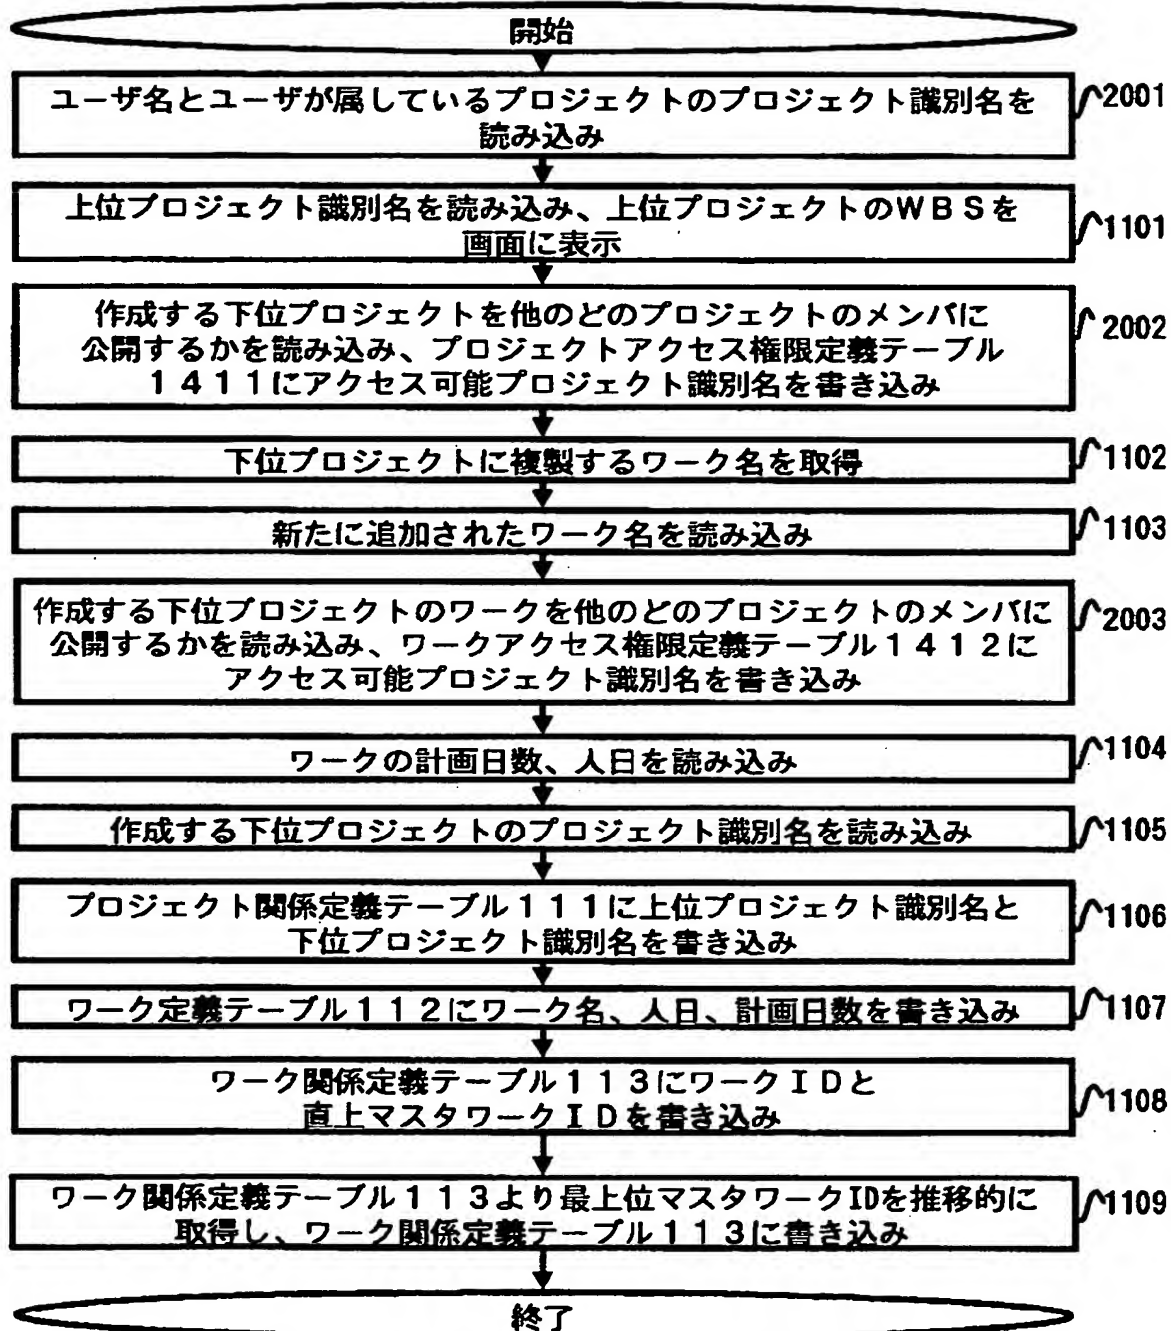 開始
ユーザ名とユーザが属しているプロジェクトのプロジェクト識別名を
読み込み
2001
上位プロジェクト識別名を読み込み、上位プロジェクトのWBSを
画面に表示
1101
作成する下位プロジェクトを他のどのプロジェクトのメンバに
公開するかを読み込み、プロジェクトアクセス権限定義テーブル
1411にアクセス可能プロジェクト識別名を書き込み
2002
下位プロジェクトに複製するワーク名を取得
1102
新たに追加されたワーク名を読み込み
1103
作成する下位プロジェクトのワークを他のどのプロジェクトのメンバに
公開するかを読み込み、ワークアクセス権限定義テーブル1412に
アクセス可能プロジェクト識別名を書き込み
2003
ワークの計画日数、人日を読み込み
1104
作成する下位プロジェクトのプロジェクト識別名を読み込み
1105
プロジェクト関係定義テーブル111に上位プロジェクト識別名と
下位プロジェクト識別名を書き込み
1106
ワーク定義テーブル112にワーク名、人日、計画日数を書き込み
1107
ワーク関係定義テーブル113にワークIDと
直上マスタワークIDを書き込み
1108
ワーク関係定義テーブル113より最上位マスタワークIDを推移的に
取得し、ワーク関係定義テーブル113に書き込み
1109
終了